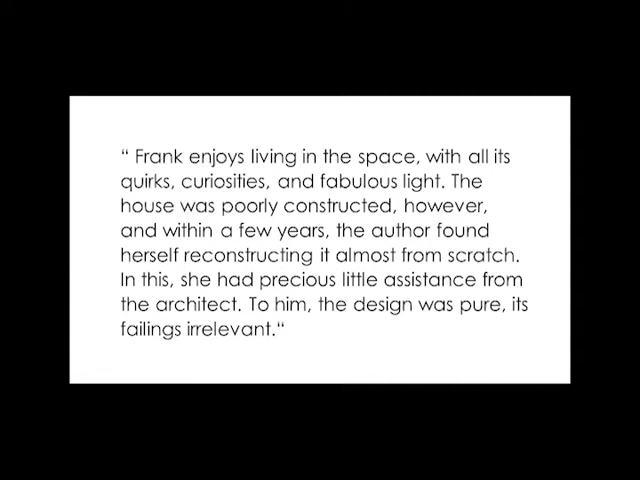 “ Frank enjoys living in the space, with all its
quirks, curiosities, and fabulous light. The
house was poorly constructed, however,
and within a few years, the author found
herself reconstructing it almost from scratch.
In this, she had precious little assistance from
the architect. To him, the design was pure, its
failings irrelevant.“